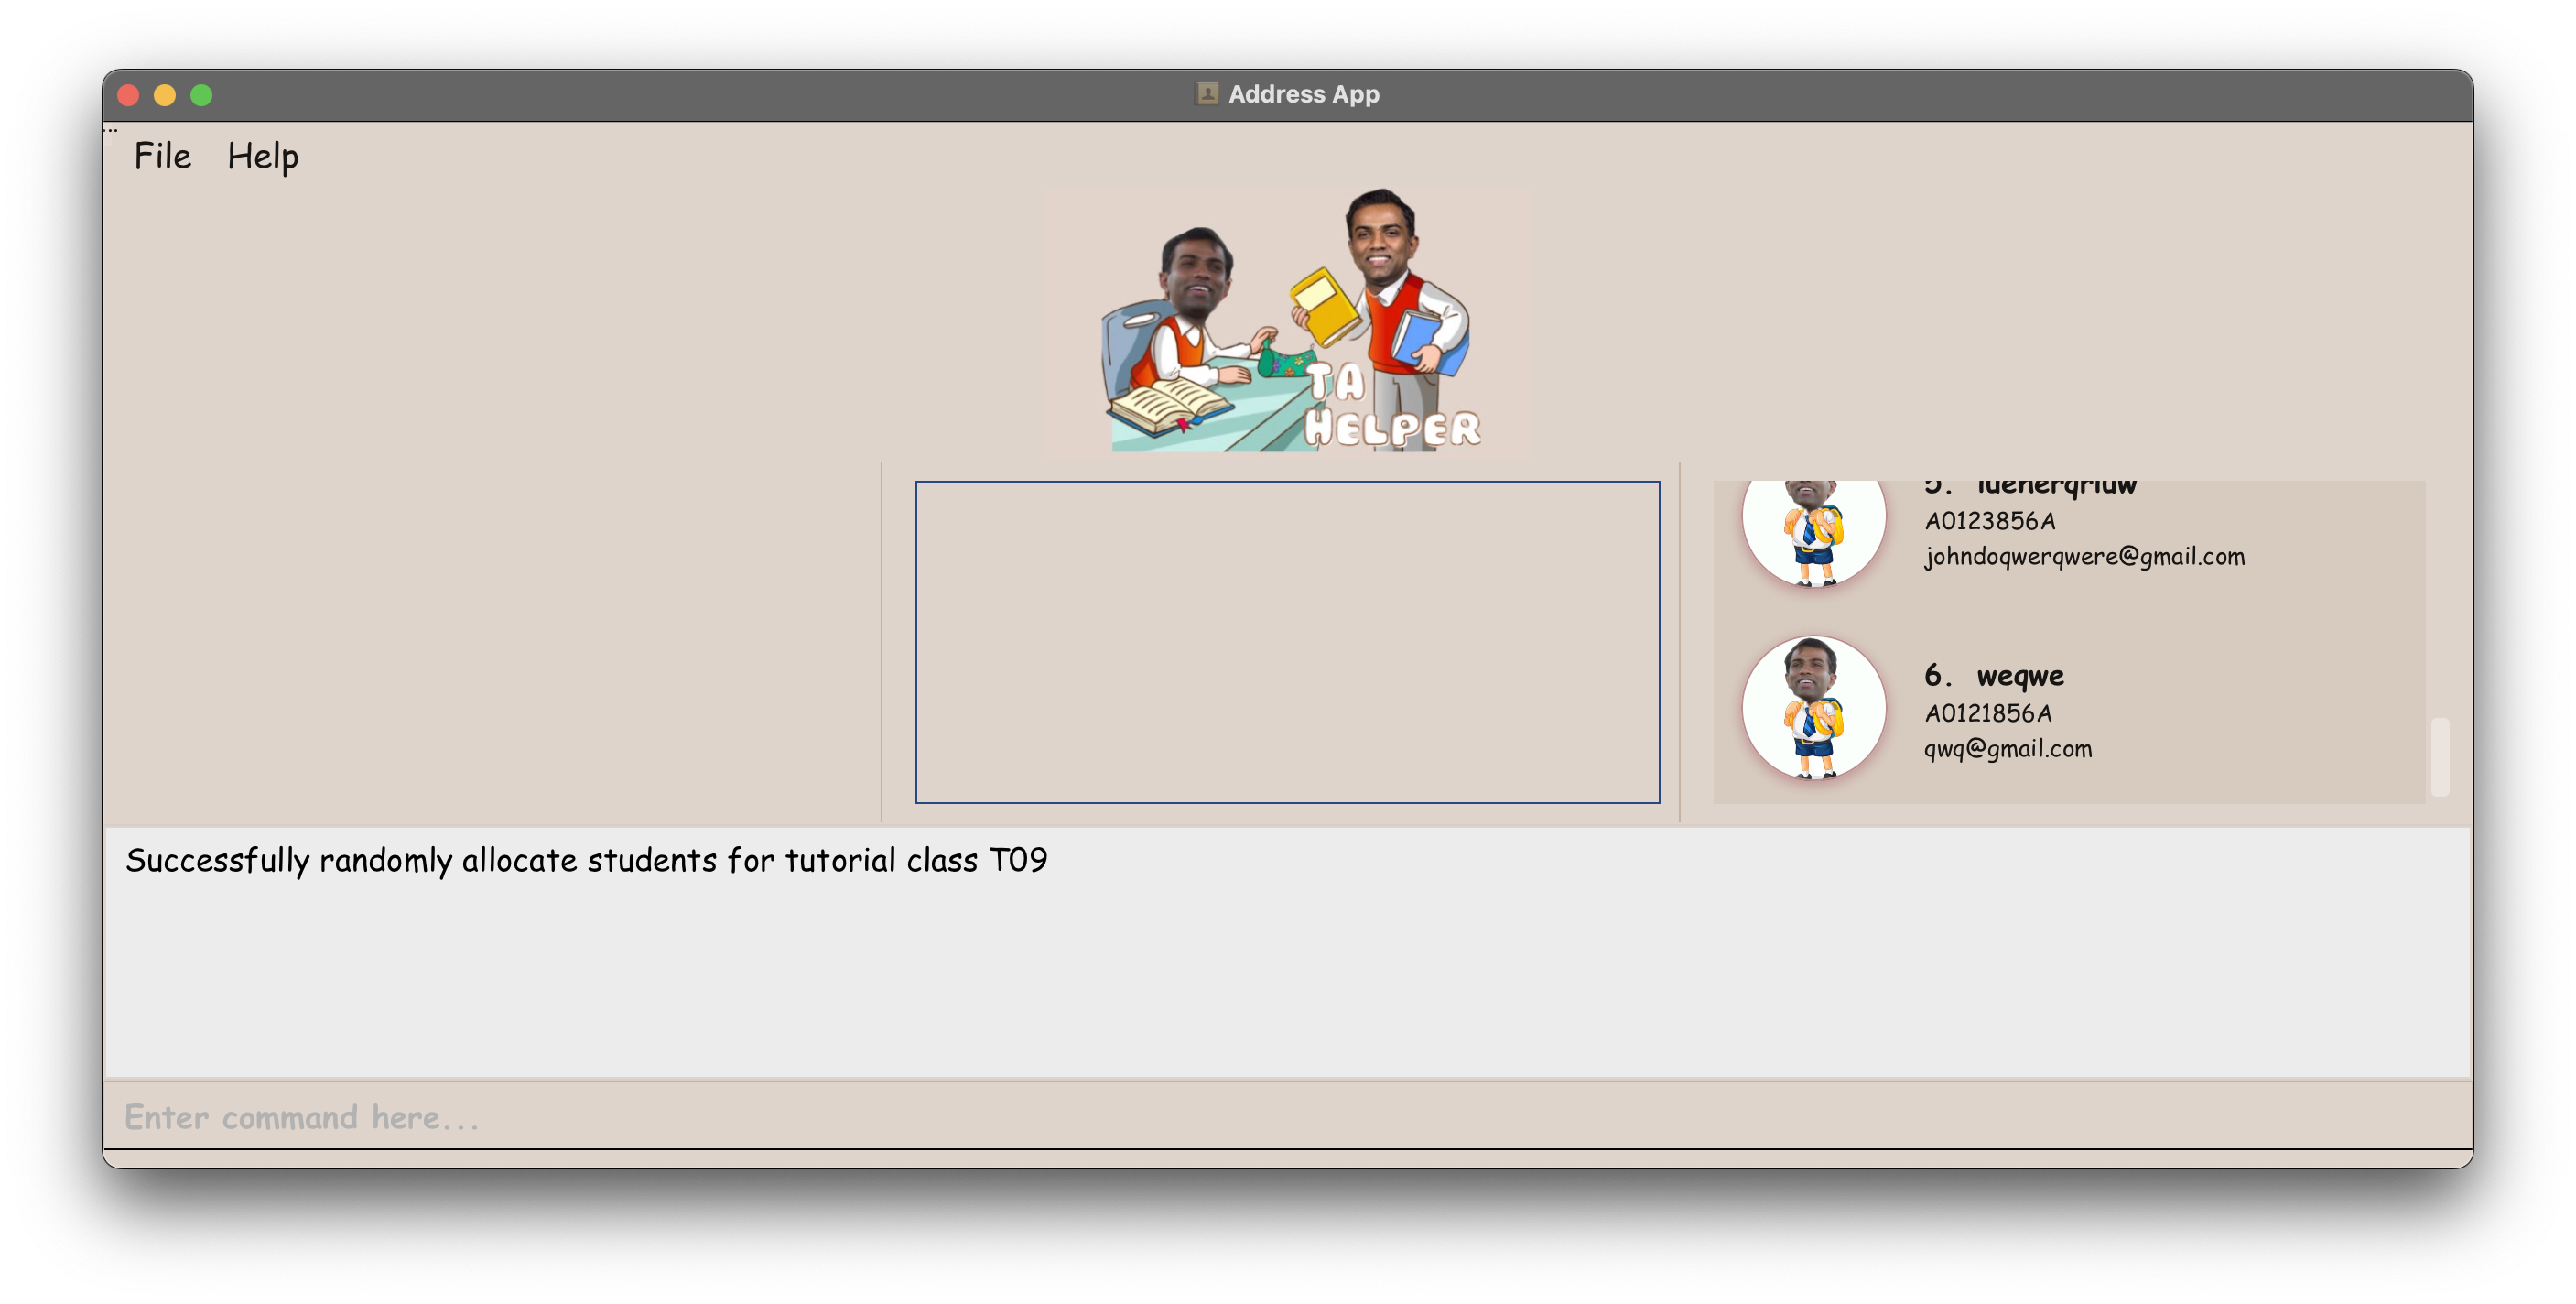 Address App
...
File Help
TA
HELPER
5.
A0123856A
johndoqwerqwere@gmail.com
6. weqwe
A0121856A
qwq@gmail.com
Successfully randomly allocate students for tutorial class T09
Enter command here...